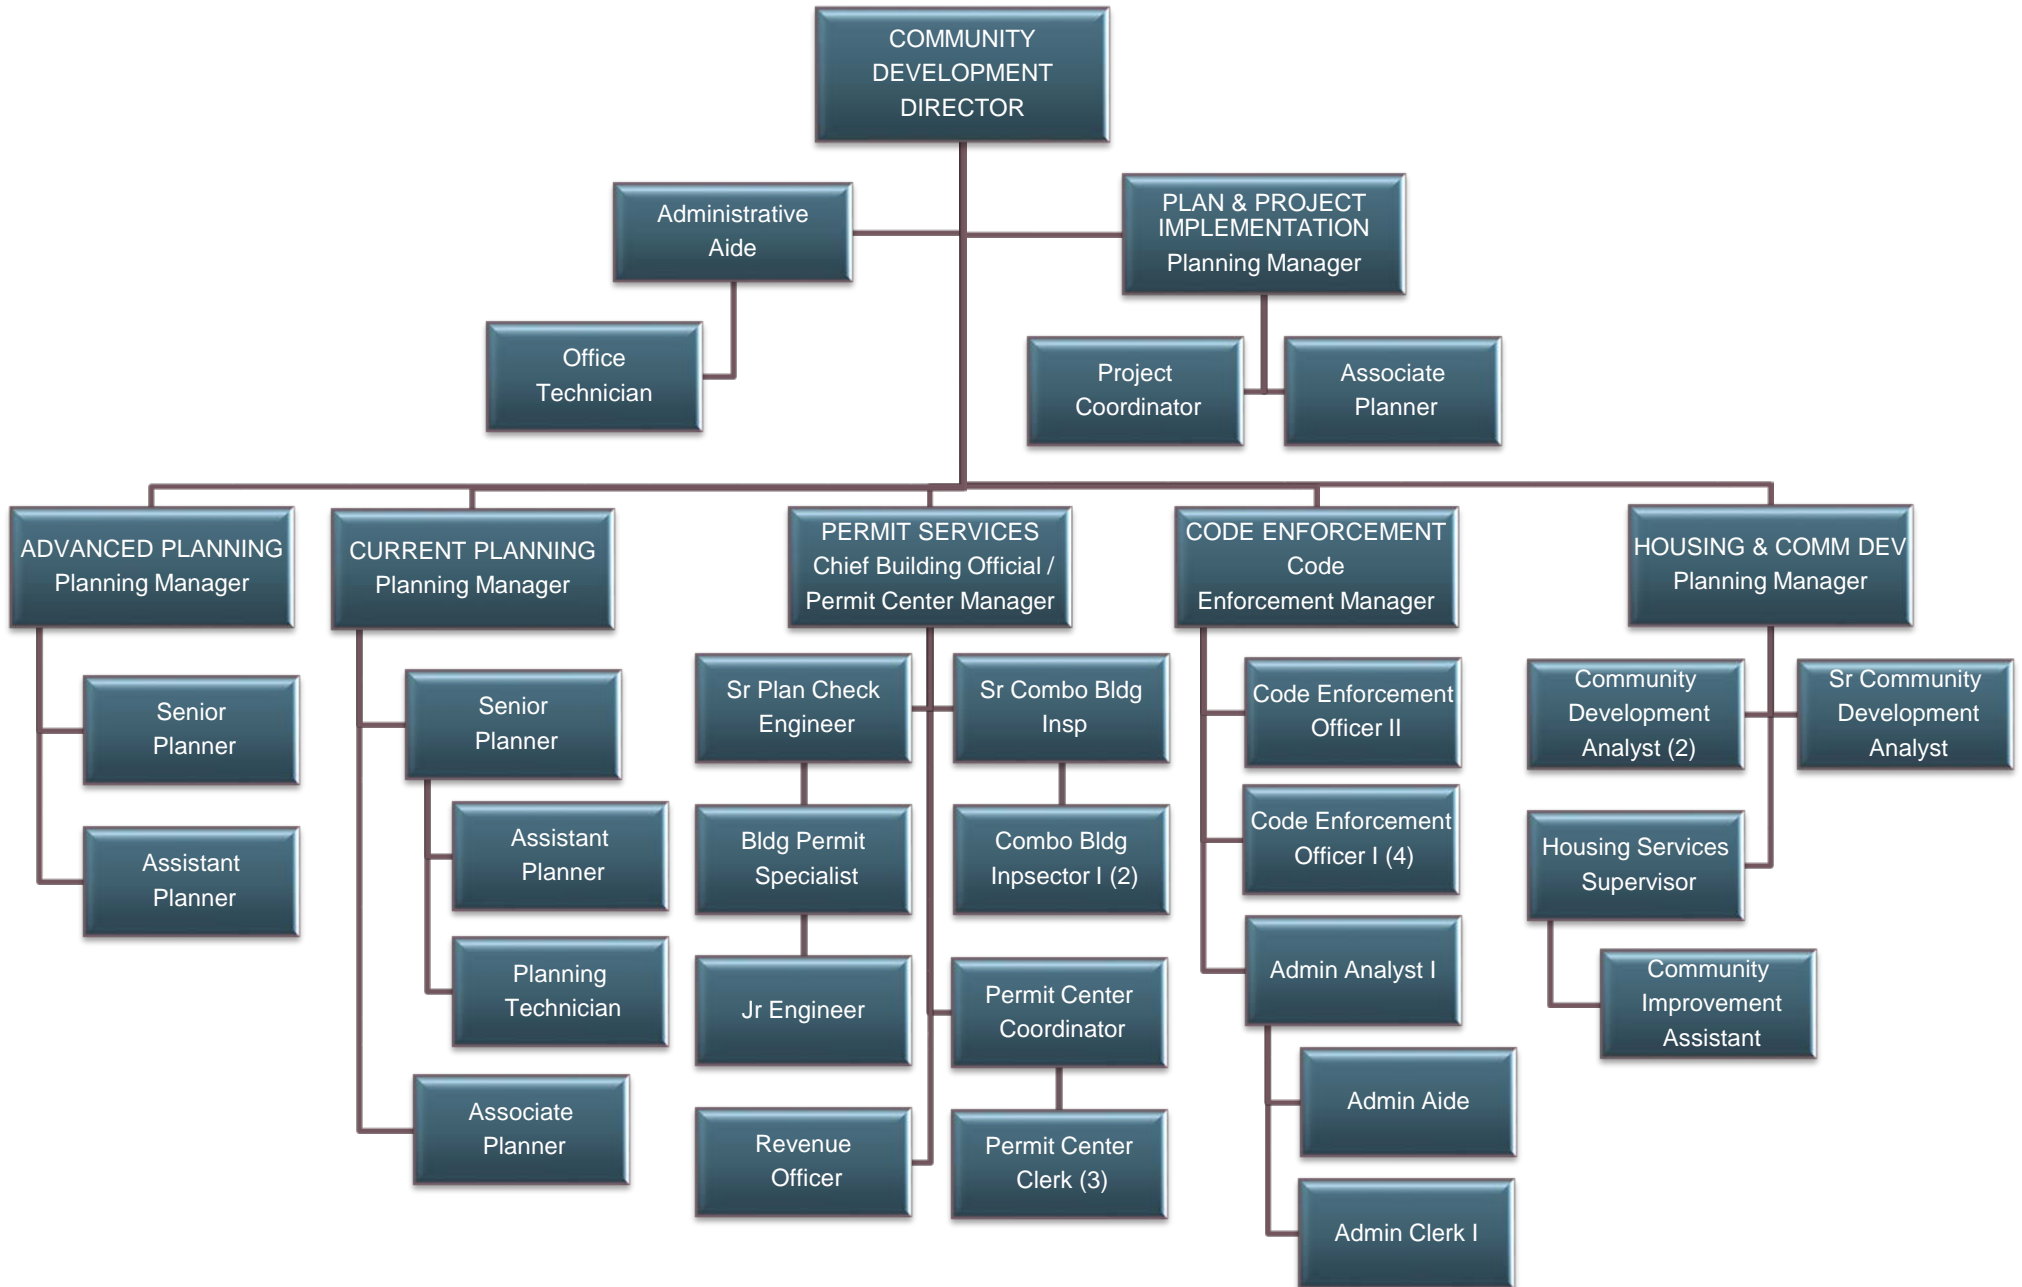 COMMUNITY
DEVELOPMENT
DIRECTOR
Administrative
Aide
PLAN & PROJECT
IMPLEMENTATION
Planning Manager
Office
Technician
Project
Coordinator
Associate
Planner
ADVANCED PLANNING
Planning Manager
Senior
Planner
Assistant
Planner
CURRENT PLANNING
Planning Manager
Senior
Planner
Assistant
Planner
Planning
Technician
Associate
Planner
PERMIT SERVICES
Chief Building Official /
Permit Center Manager
Sr Plan Check
Engineer
Bldg Permit
Specialist
Jr Engineer
Revenue
Officer
Sr Combo Bldg
Insp
Combo Bldg
Inpsector I (2)
Permit Center
Coordinator
Permit Center
Clerk (3)
CODE ENFORCEMENT
Code
Enforcement Manager
Code Enforcement
Officer II
Code Enforcement
Officer I (4)
Admin Analyst I
Admin Aide
Admin Clerk I
HOUSING & COMM DEV
Planning Manager
Community
Development
Analyst (2)
Sr Community
Development
Analyst
Housing Services
Supervisor
Community
Improvement
Assistant